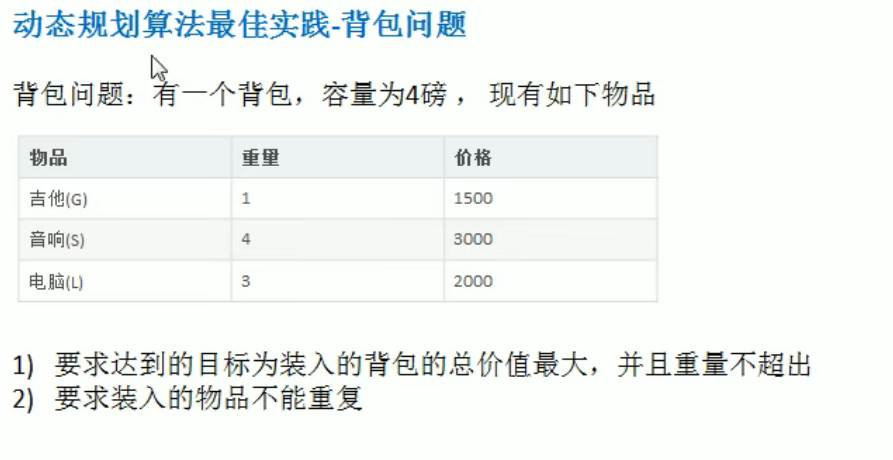 动态规划算法最佳实践-背包问题
背包问题：有一个背包，容量为4磅 ， 现有如下物品
物品 重量 价格
吉他(G) 1 1500
音响(S) 4 3000
电脑(L) 3 2000
1) 要求达到的目标为装入的背包的总价值最大，并且重量不超出
2) 要求装入的物品不能重复